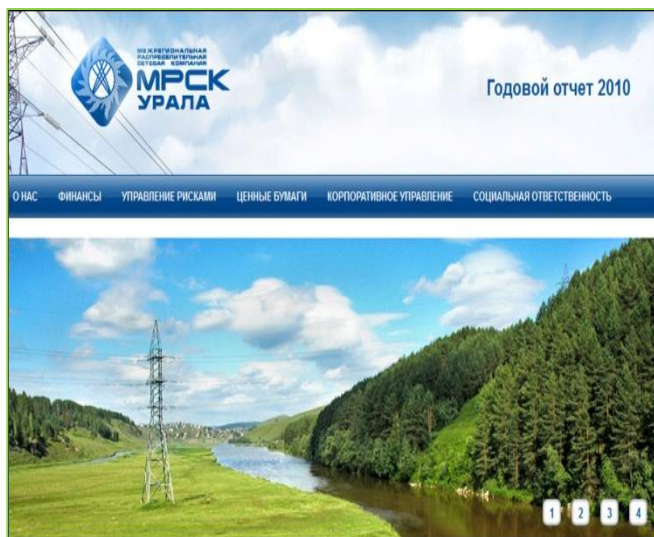 МЕЖРЕГИОНАЛЬНАЯ
РАСПРЕДЕЛИТЕЛЬНАЯ
СЕТЕВАЯ КОМПАНИЯ
МРСК
УРАЛА
Годовой отчет 2010
О НАС ФИНАНСЫ УПРАВЛЕНИЕ РИСКАМИ ЦЕННЫЕ БУМАГИ КОРПОРАТИВНОЕ УПРАВЛЕНИЕ СОЦИАЛЬНАЯ ОТВЕТСТВЕННОСТЬ
1 2 3 4